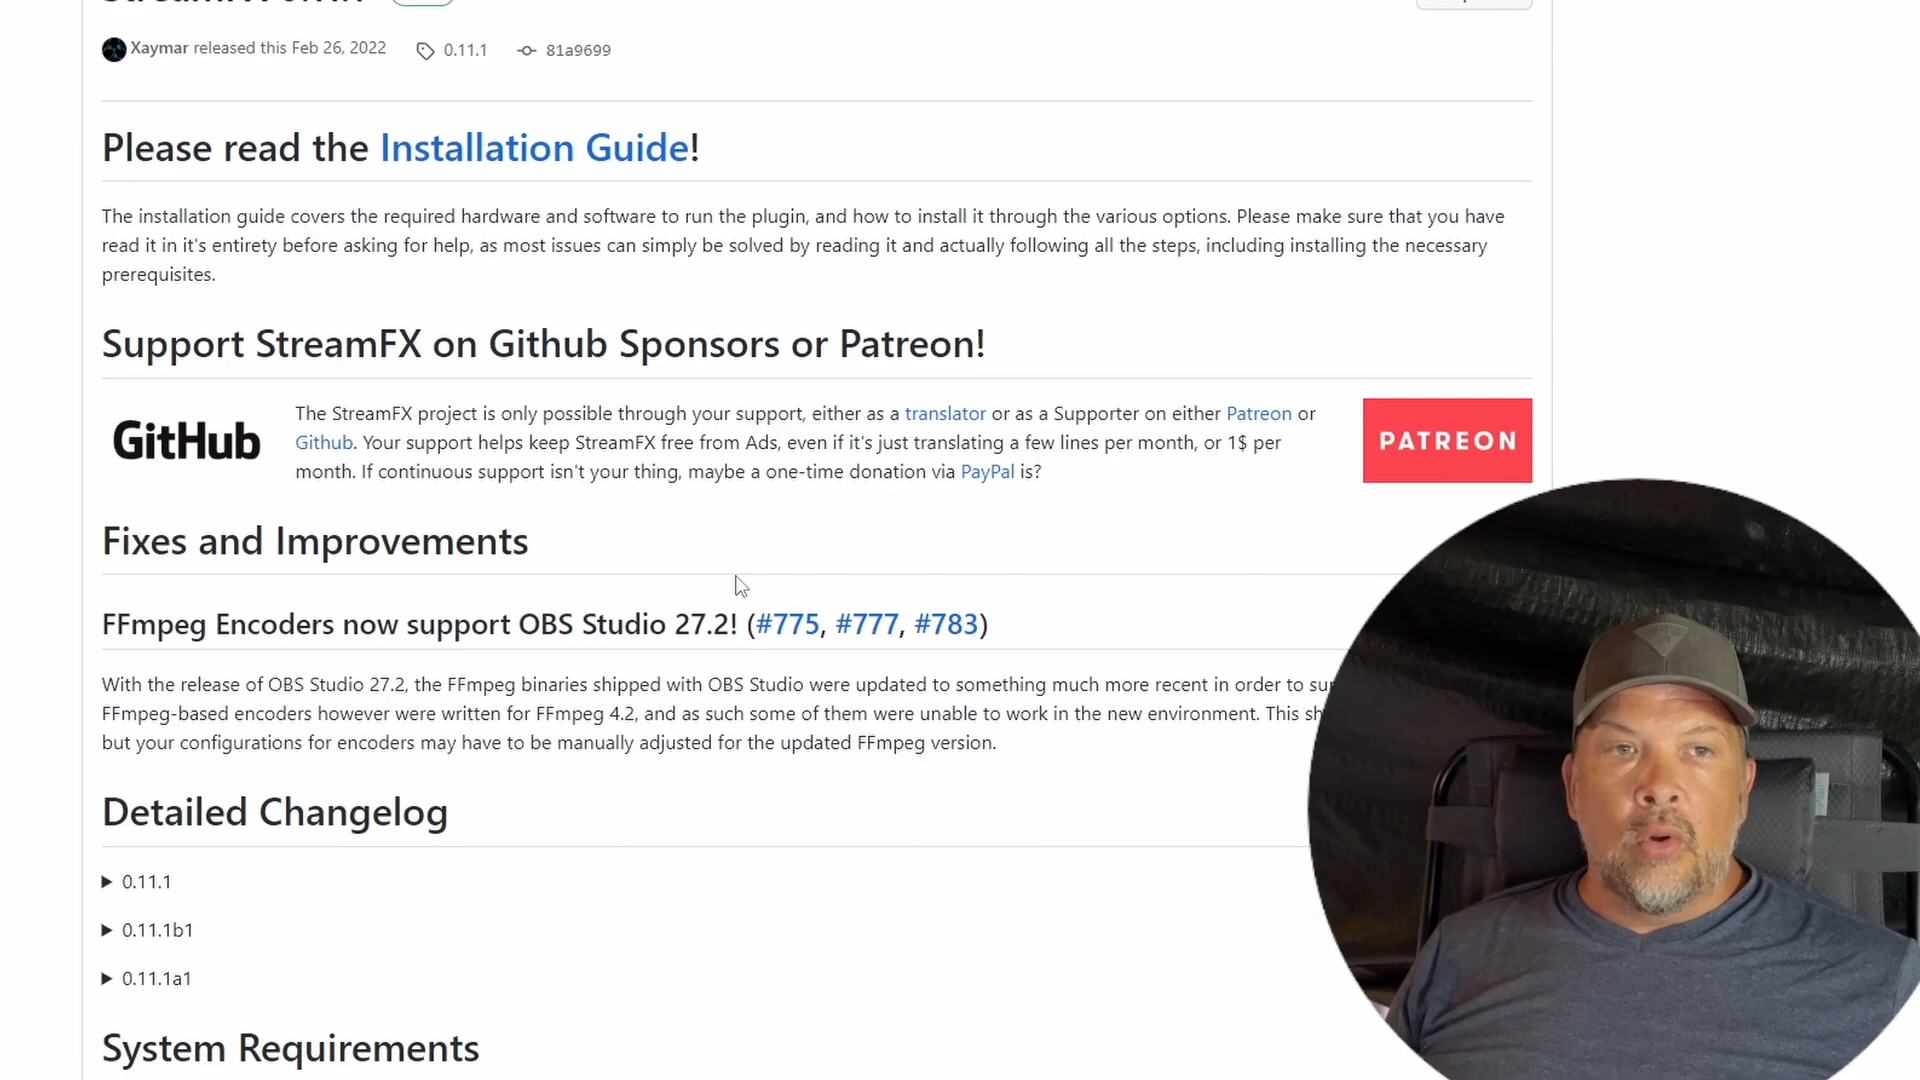 Xaymar released this Feb 26, 2022 0.11.1 81a9699
Please read the Installation Guide!
The installation guide covers the required hardware and software to run the plugin, and how to install it through the various options. Please make sure that you have
read it in it's entirety before asking for help, as most issues can simply be solved by reading it and actually following all the steps, including installing the necessary
prerequisites.
Support StreamFX on Github Sponsors or Patreon!
GitHub
The StreamFX project is only possible through your support, either as a translator or as a Supporter on either Patreon or
Github. Your support helps keep StreamFX free from Ads, even if it's just translating a few lines per month, or 1$ per
month. If continuous support isn't your thing, maybe a one-time donation via PayPal is?
PATREON
Fixes and Improvements
FFmpeg Encoders now support OBS Studio 27.2! (#775, #777, #783)
With the release of OBS Studio 27.2, the FFmpeg binaries shipped with OBS Studio were updated to something much more recent in order to
FFmpeg-based encoders however were written for FFmpeg 4.2, and as such some of them were unable to work in the new environment. This
but your configurations for encoders may have to be manually adjusted for the updated FFmpeg version.
Detailed Changelog
0.11.1
0.11.1b1
0.11.1a1
System Requirements